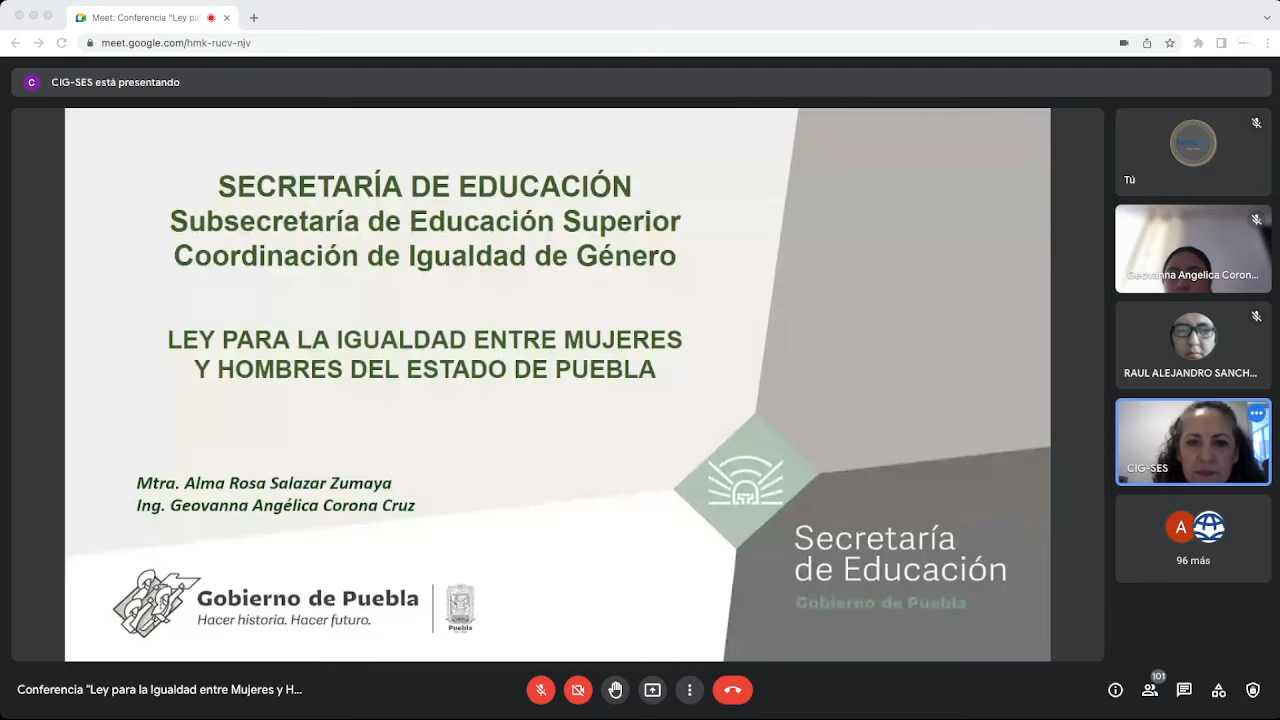 Meet: Conferencia "Ley pa
meet.google.com/hmk-rucv-njv
C
CIG-SES está presentando
SECRETARÍA DE EDUCACIÓN
Subsecretaría de Educación Superior
Coordinación de Igualdad de Género
LEY PARA LA IGUALDAD ENTRE MUJERES
Y HOMBRES DEL ESTADO DE PUEBLA
Mtra. Alma Rosa Salazar Zumaya
Ing. Geovanna Angélica Corona Cruz
Gobierno de Puebla
Hacer historia. Hacer futuro.
Puebla
Secretaría
de Educación
Gobierno de Puebla
Tú
Geovanna Angelica Coron...
RAUL ALEJANDRO SANCH...
CIG-SES
A
96 más
Conferencia "Ley para la Igualdad entre Mujeres y H...
101